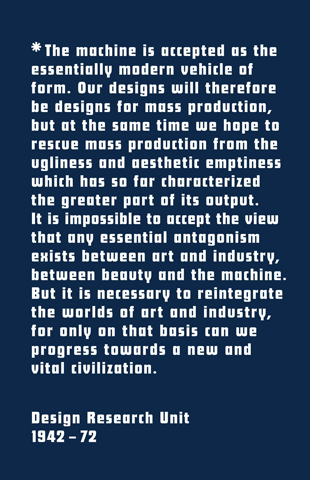 *The machine is accepted as the
essentially modern vehicle of
form. Our designs will therefore
be designs for mass production,
but at the same time we hope to
rescue mass production from the
ugliness and aesthetic emptiness
which has so far characterized
the greater part of its output.
It is impossible to accept the view
that any essential antagonism
exists between art and industry,
between beauty and the machine.
But it is necessary to reintegrate
the worlds of art and industry,
for only on that basis can we
progress towards a new and
vital civilization.
Design Research Unit
1942 – 72